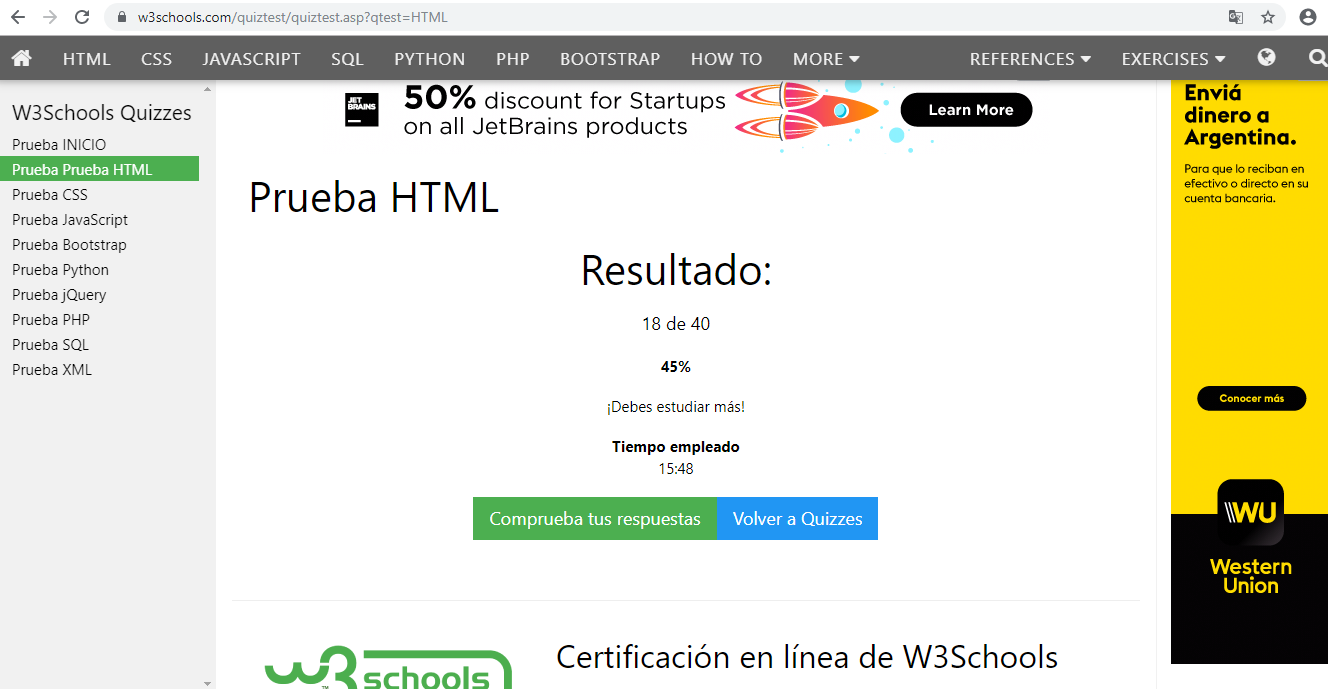 w3schools.com/quiztest/quiztest.asp?qtest=HTML
HTML CSS JAVASCRIPT SQL PYTHON PHP BOOTSTRAP HOW TO MORE REFERENCES EXERCISES
W3Schools Quizzes
Prueba INICIO
Prueba Prueba HTML
Prueba CSS
Prueba JavaScript
Prueba Bootstrap
Prueba Python
Prueba jQuery
Prueba PHP
Prueba SQL
Prueba XML
JET
BRAINS
50% discount for Startups
on all JetBrains products
Learn More
Prueba HTML
Resultado:
18 de 40
45%
¡Debes estudiar más!
Tiempo empleado
15:48
Comprueba tus respuestas
Volver a Quizzes
w3schools
TM
Certificación en línea de W3Schools
Enviá
dinero a
Argentina.
Para que lo reciban en
efectivo o directo en su
cuenta bancaria.
Conocer más
WU
Western
Union